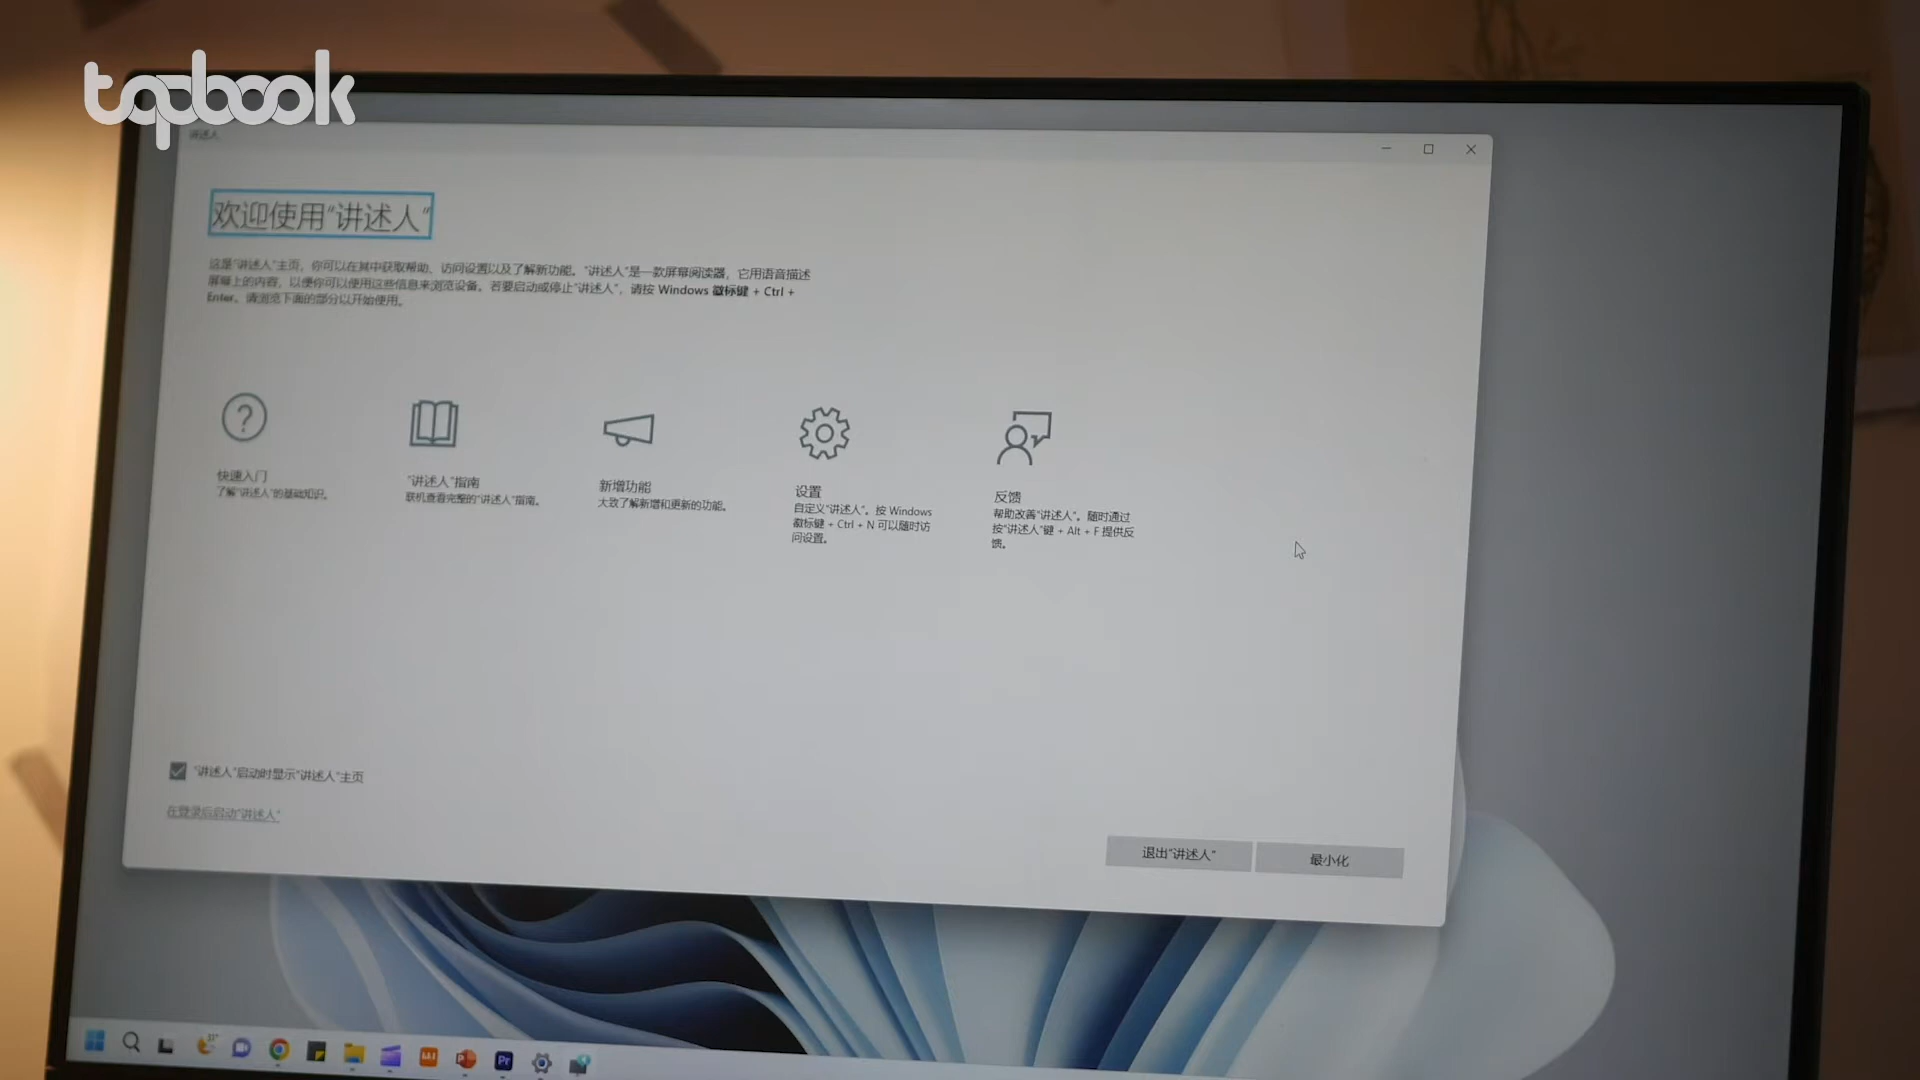 topbook
讲述人
欢迎使用“讲述人”
这是“讲述人”主页，你可以在其中获取帮助、访问设置以及了解新功能。“讲述人”是一款屏幕阅读器，它用语音描述
屏幕上的内容，以便你可以使用这些信息来浏览设备。若要启动或停止“讲述人”，请按 Windows 徽标键 + Ctrl +
Enter。请浏览下面的部分以开始使用。
快速入门
了解“讲述人”的基础知识。
“讲述人”指南
联机查看完整的“讲述人”指南。
新增功能
大致了解新增和更新的功能。
设置
自定义“讲述人”。按 Windows
徽标键 + Ctrl + N 可以随时访
问设置。
反馈
帮助改善“讲述人”。随时通过
按“讲述人”键 + Alt + F 提供反
馈。
“讲述人”启动时显示“讲述人”主页
在登录后启动“讲述人”
退出“讲述人”
最小化
31°
Pr